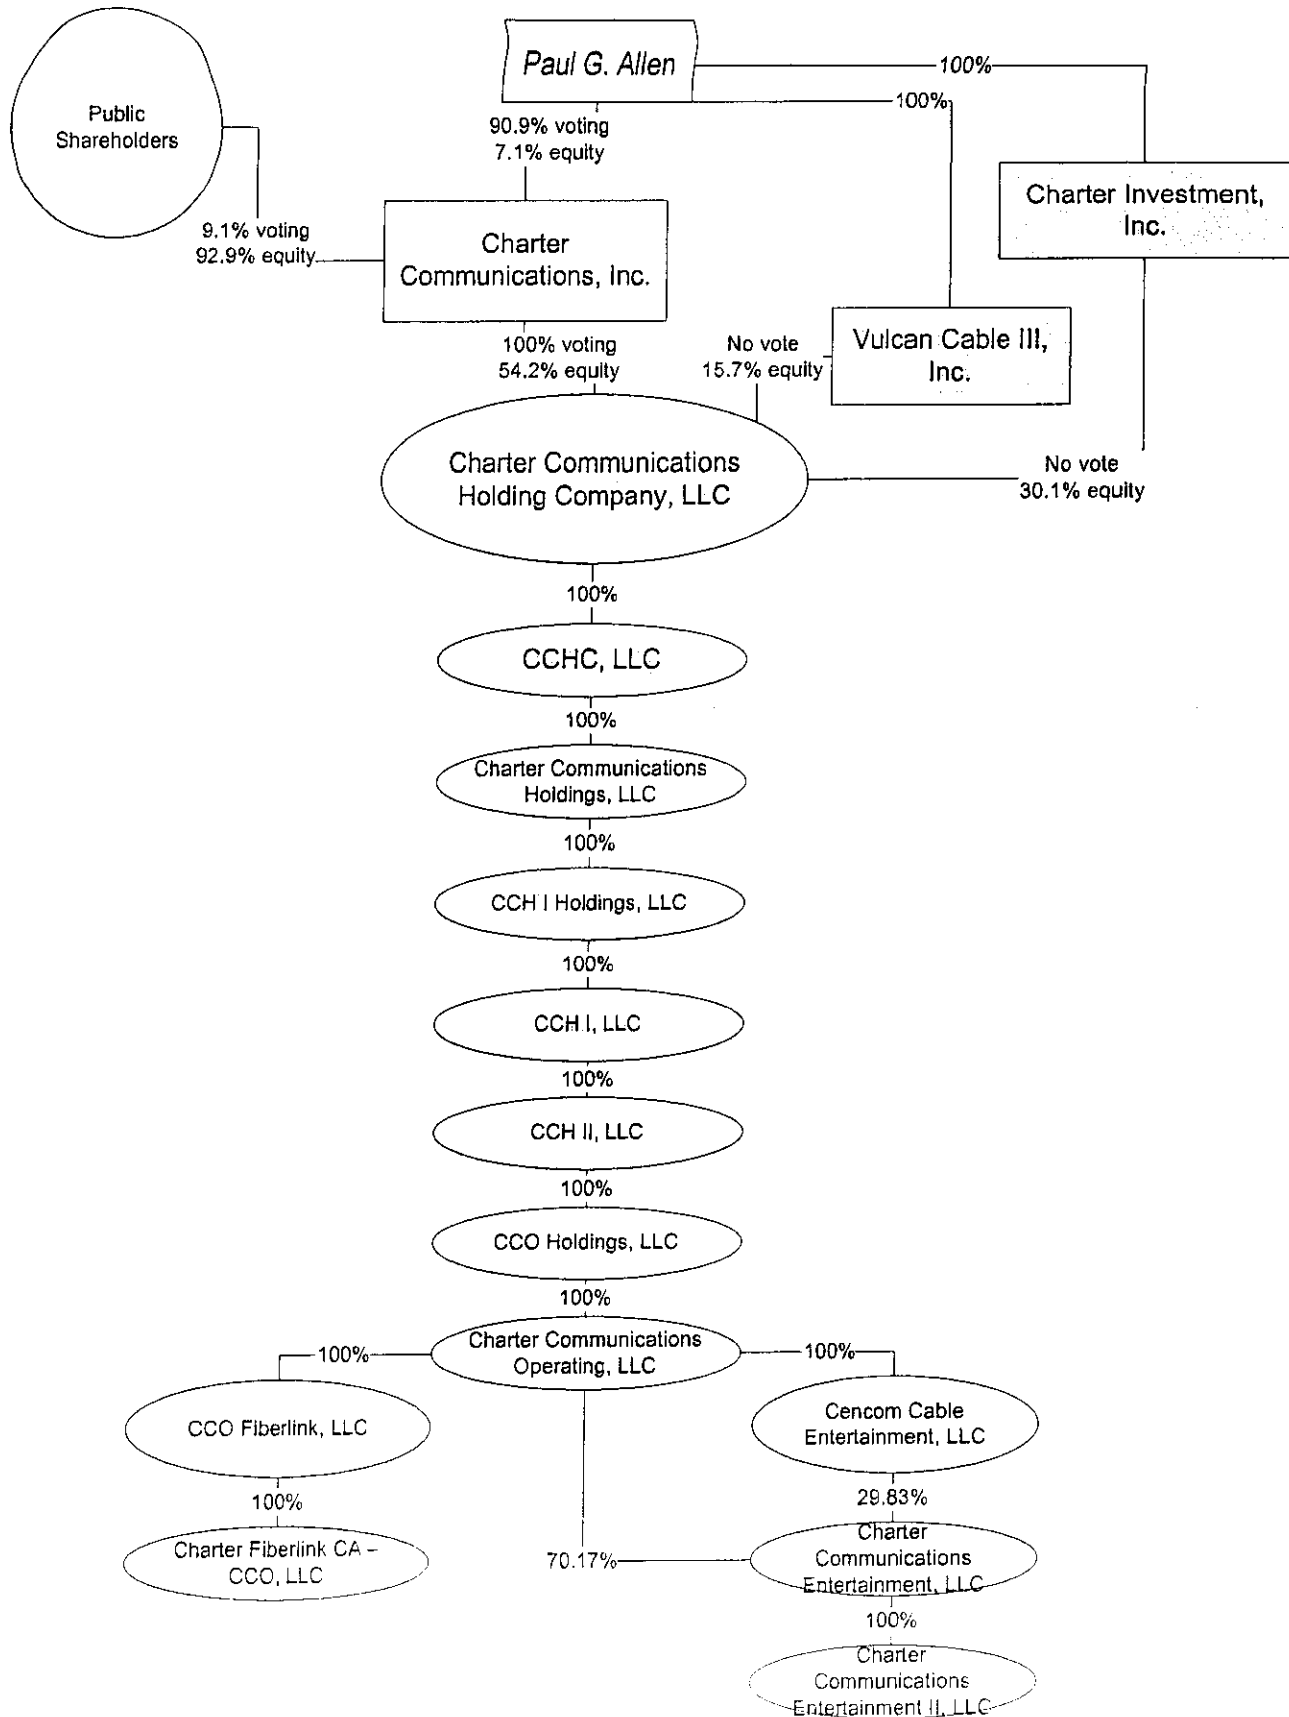 Paul G. Allen
100%
100%
Public
Shareholders
90.9% voting
7.1% equity
Charter Investment,
Inc.
9.1% voting
92.9% equity
Charter
Communications, Inc.
100% voting
54.2% equity
No vote
15.7% equity
Vulcan Cable III,
Inc.
Charter Communications
Holding Company, LLC
No vote
30.1% equity
100%
CCHC, LLC
100%
Charter Communications
Holdings, LLC
100%
CCH I Holdings, LLC
100%
CCH I, LLC
100%
CCH II, LLC
100%
CCO Holdings, LLC
100%
Charter Communications
Operating, LLC
100%
100%
CCO Fiberlink, LLC
Cencom Cable
Entertainment, LLC
100%
29.83%
Charter Fiberlink CA –
CCO, LLC
70.17%
Charter
Communications
Entertainment, LLC
100%
Charter
Communications
Entertainment II, LLC